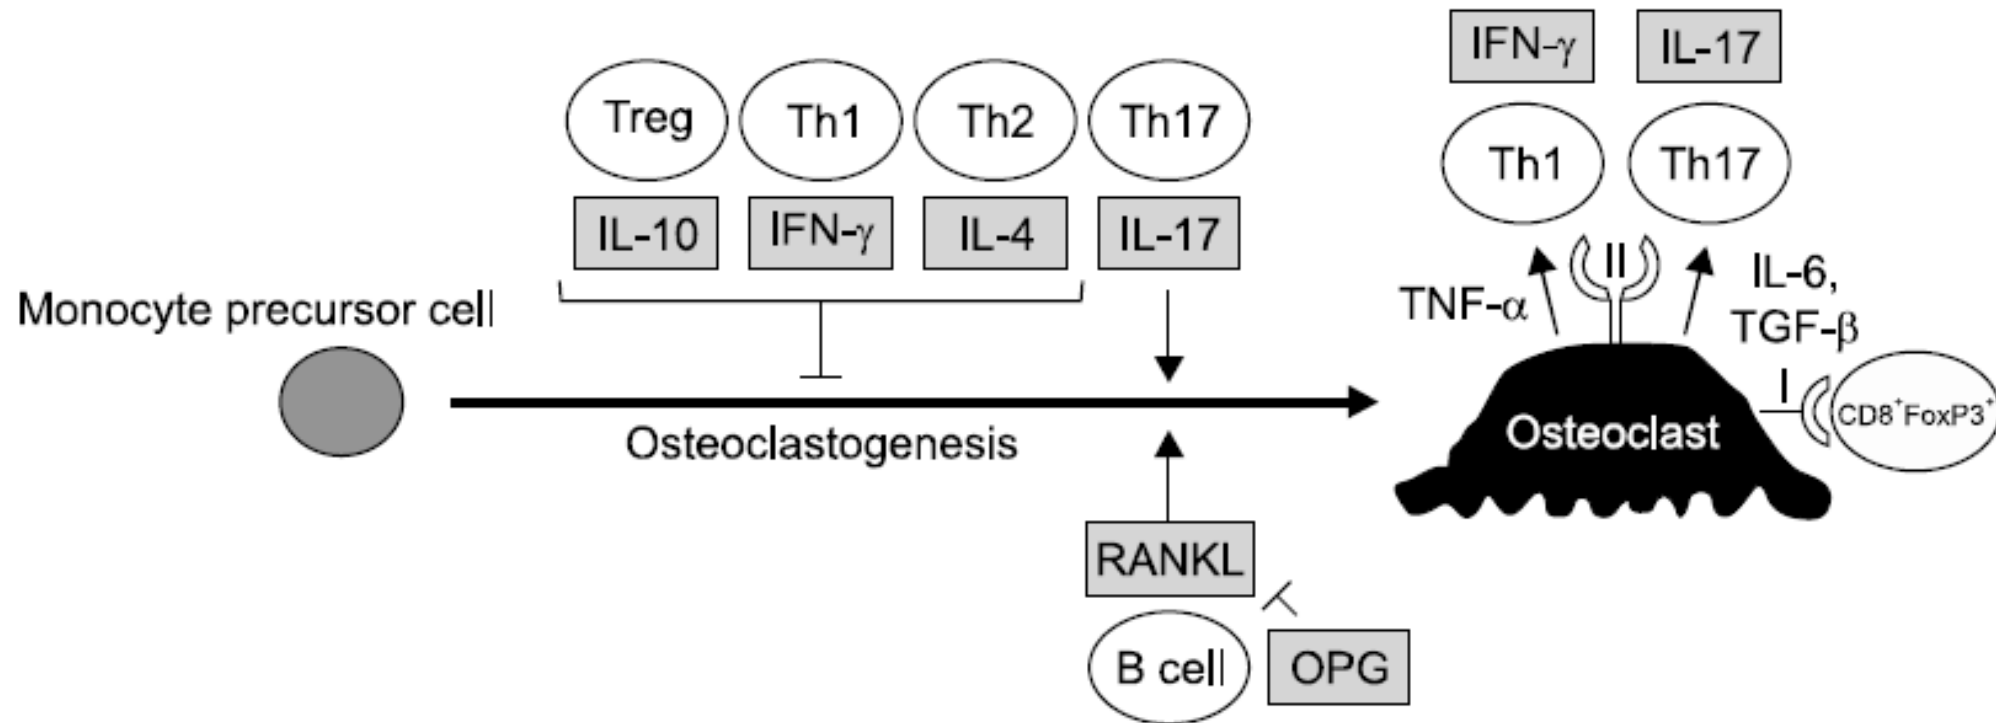 IFN-γ
IL-17
Treg
Th1
Th2
Th17
Th1
Th17
IL-10
IFN-γ
IL-4
IL-17
II
TNF-α
IL-6,
TGF-β
Monocyte precursor cell
I
CD8⁺FoxP3⁺
Osteoclastogenesis
Osteoclast
RANKL
B cell
OPG